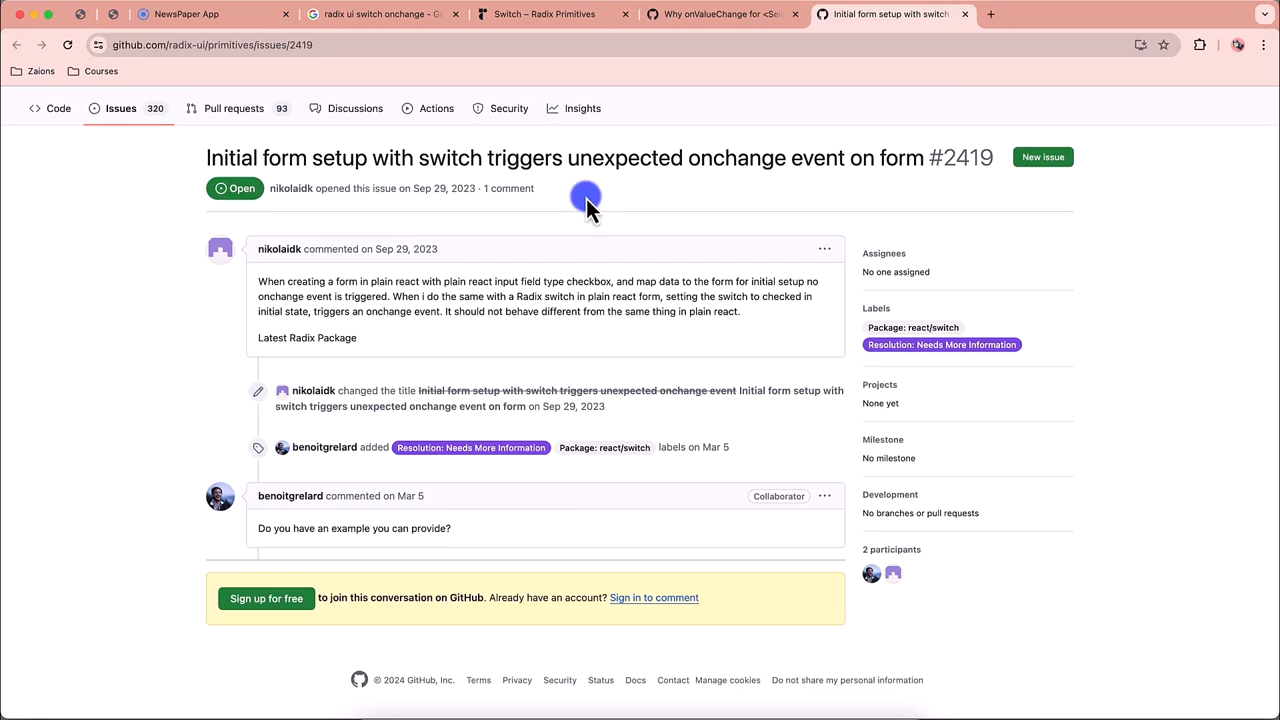 NewsPaper App
radix ui switch onchange - Go
Switch – Radix Primitives
Why onValueChange for <Sel
Initial form setup with switch
github.com/radix-ui/primitives/issues/2419
Zaions
Courses
Code
Issues 320
Pull requests 93
Discussions
Actions
Security
Insights
Initial form setup with switch triggers unexpected onchange event on form #2419
New issue
Open
nikolaidk opened this issue on Sep 29, 2023 · 1 comment
nikolaidk commented on Sep 29, 2023
When creating a form in plain react with plain react input field type checkbox, and map data to the form for initial setup no
onchange event is triggered. When i do the same with a Radix switch in plain react form, setting the switch to checked in
initial state, triggers an onchange event. It should not behave different from the same thing in plain react.
Latest Radix Package
nikolaidk changed the title Initial form setup with switch triggers unexpected onchange event Initial form setup with
switch triggers unexpected onchange event on form on Sep 29, 2023
benoitgrelard added Resolution: Needs More Information Package: react/switch labels on Mar 5
benoitgrelard commented on Mar 5
Collaborator
Do you have an example you can provide?
Assignees
No one assigned
Labels
Package: react/switch
Resolution: Needs More Information
Projects
None yet
Milestone
No milestone
Development
No branches or pull requests
2 participants
Sign up for free to join this conversation on GitHub. Already have an account? Sign in to comment
© 2024 GitHub, Inc. Terms Privacy Security Status Docs Contact Manage cookies Do not share my personal information